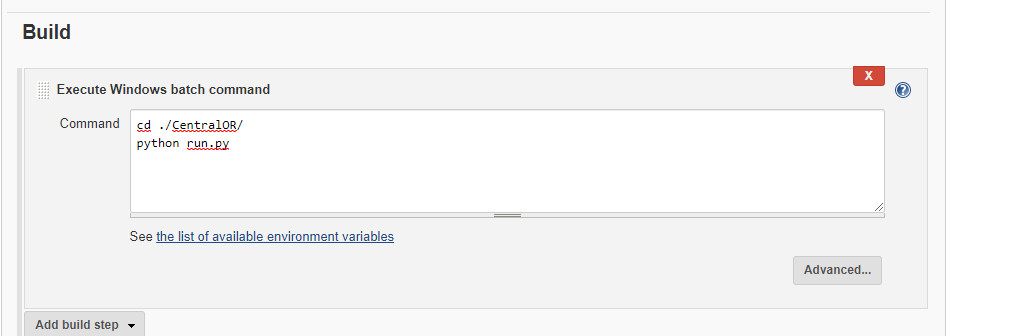 Build
X
Execute Windows batch command
?
Command
cd ./CentralOR/
python run.py
See the list of available environment variables
Advanced...
Add build step